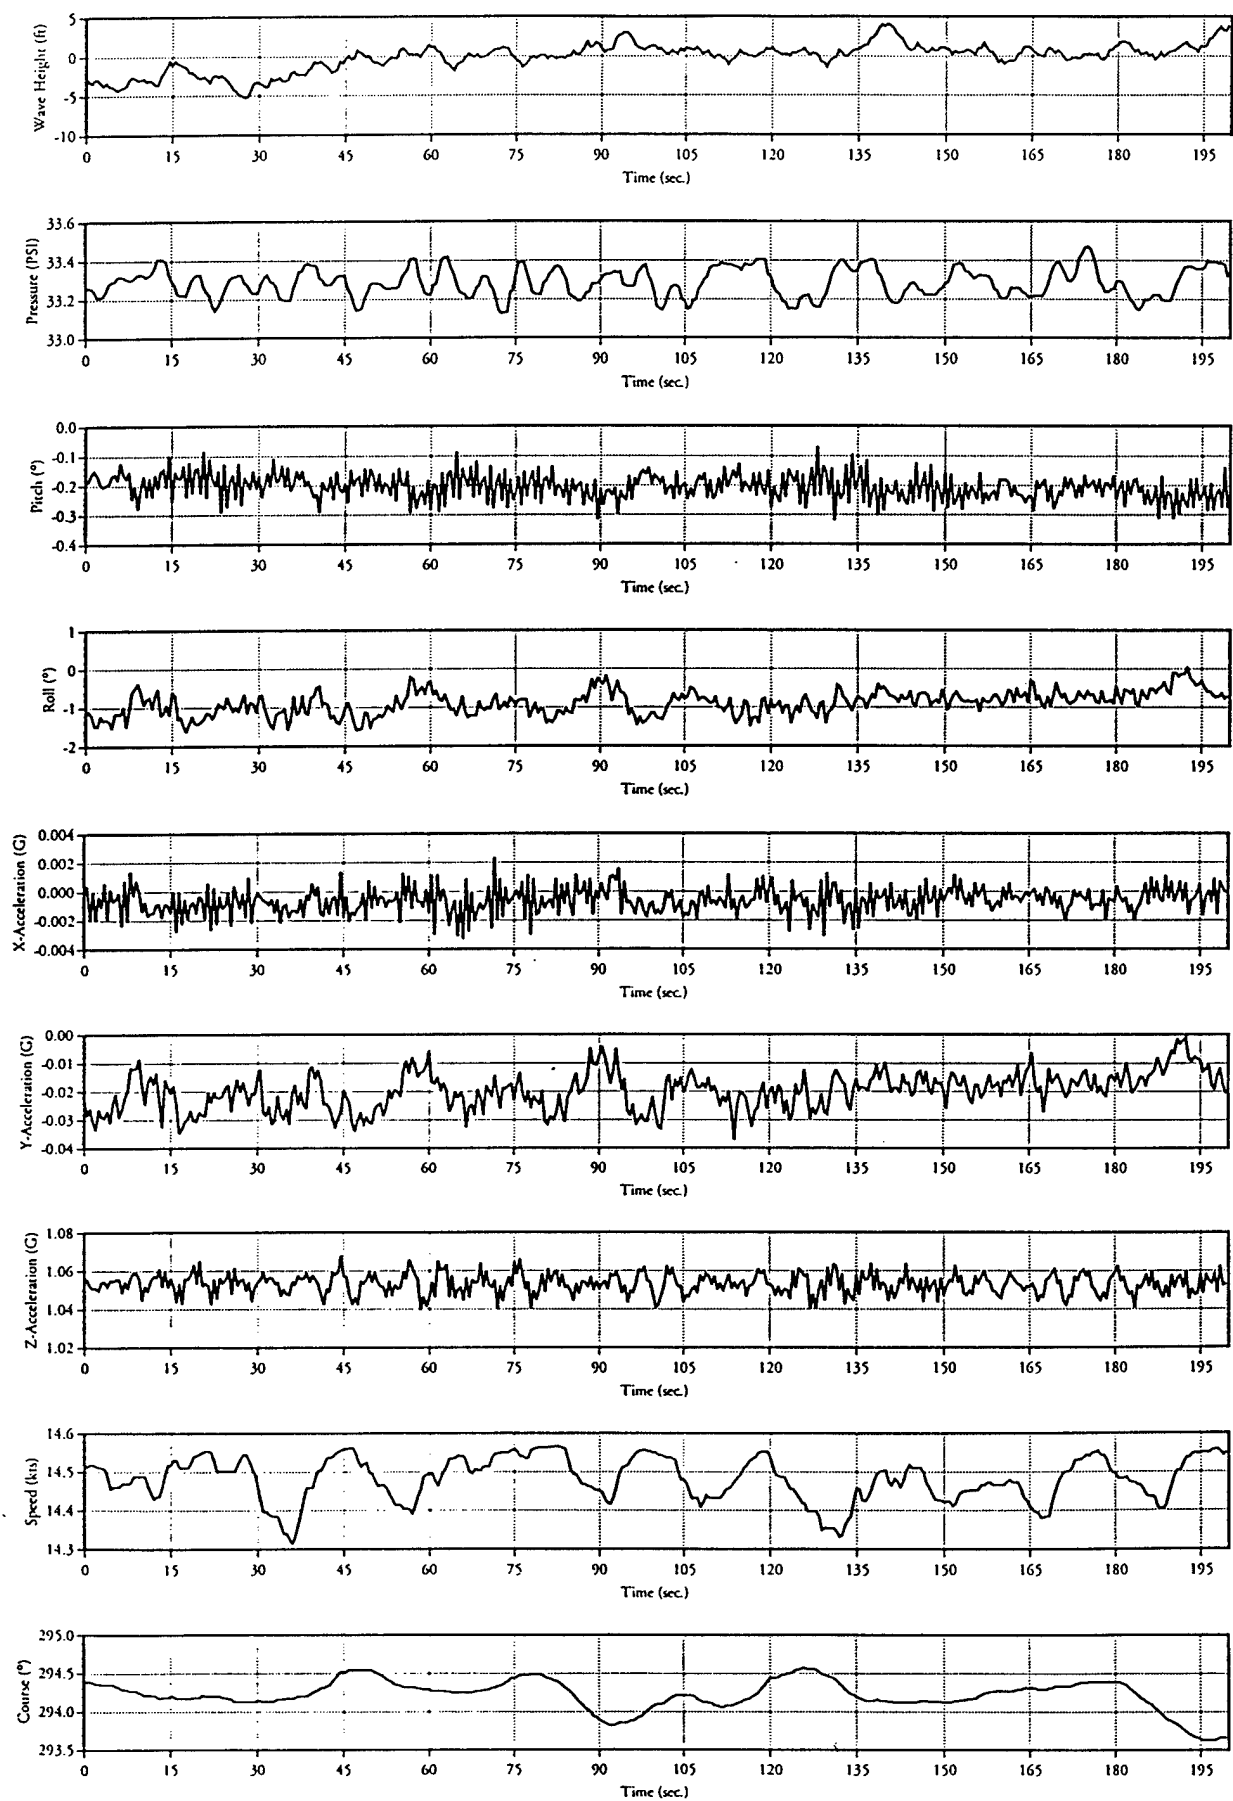 Wave Height (ft)
5
0
-5
-10
0 15 30 45 60 75 90 105 120 135 150 165 180 195
Time (sec.)
Pressure (PSI)
33.6
33.4
33.2
33.0
0 15 30 45 60 75 90 105 120 135 150 165 180 195
Time (sec.)
Pitch (°)
0.0
-0.1
-0.2
-0.3
-0.4
0 15 30 45 60 75 90 105 120 135 150 165 180 195
Time (sec.)
Roll (°)
1
0
-1
-2
0 15 30 45 60 75 90 105 120 135 150 165 180 195
Time (sec.)
X-Acceleration (G)
0.004
0.002
0.000
-0.002
-0.004
0 15 30 45 60 75 90 105 120 135 150 165 180 195
Time (sec.)
Y-Acceleration (G)
0.00
-0.01
-0.02
-0.03
-0.04
0 15 30 45 60 75 90 105 120 135 150 165 180 195
Time (sec.)
Z-Acceleration (G)
1.08
1.06
1.04
1.02
0 15 30 45 60 75 90 105 120 135 150 165 180 195
Time (sec.)
Speed (kts)
14.6
14.5
14.4
14.3
0 15 30 45 60 75 90 105 120 135 150 165 180 195
Time (sec.)
Course (°)
295.0
294.5
294.0
293.5
0 15 30 45 60 75 90 105 120 135 150 165 180 195
Time (sec.)